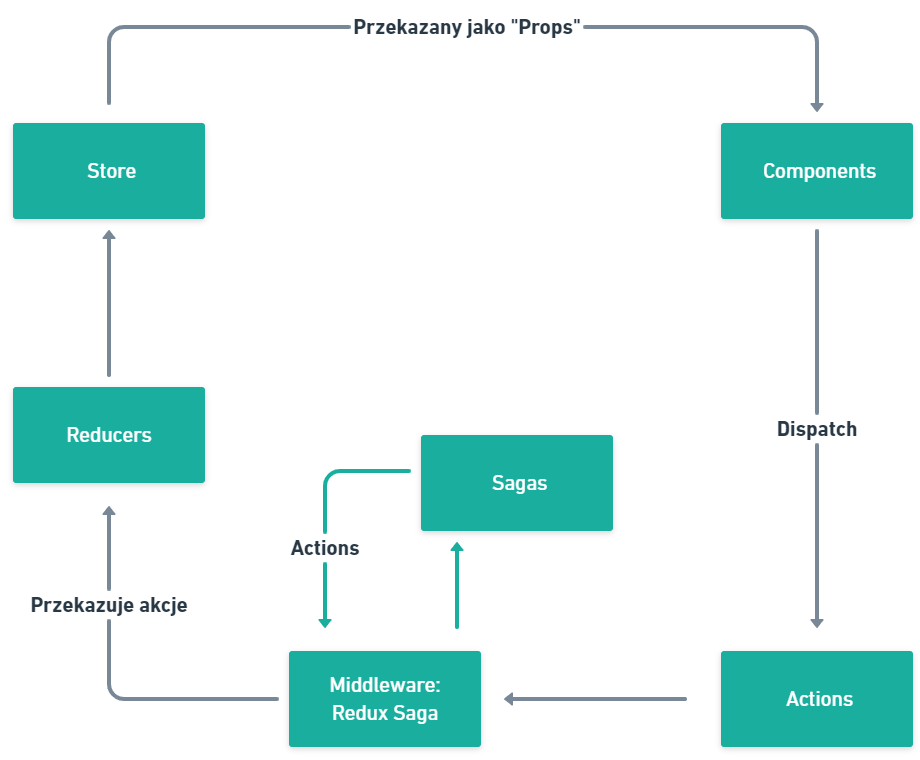 Przekazany jako "Props"
Store
Components
Dispatch
Reducers
Sagas
Actions
Przekazuje akcje
Middleware:
Redux Saga
Actions